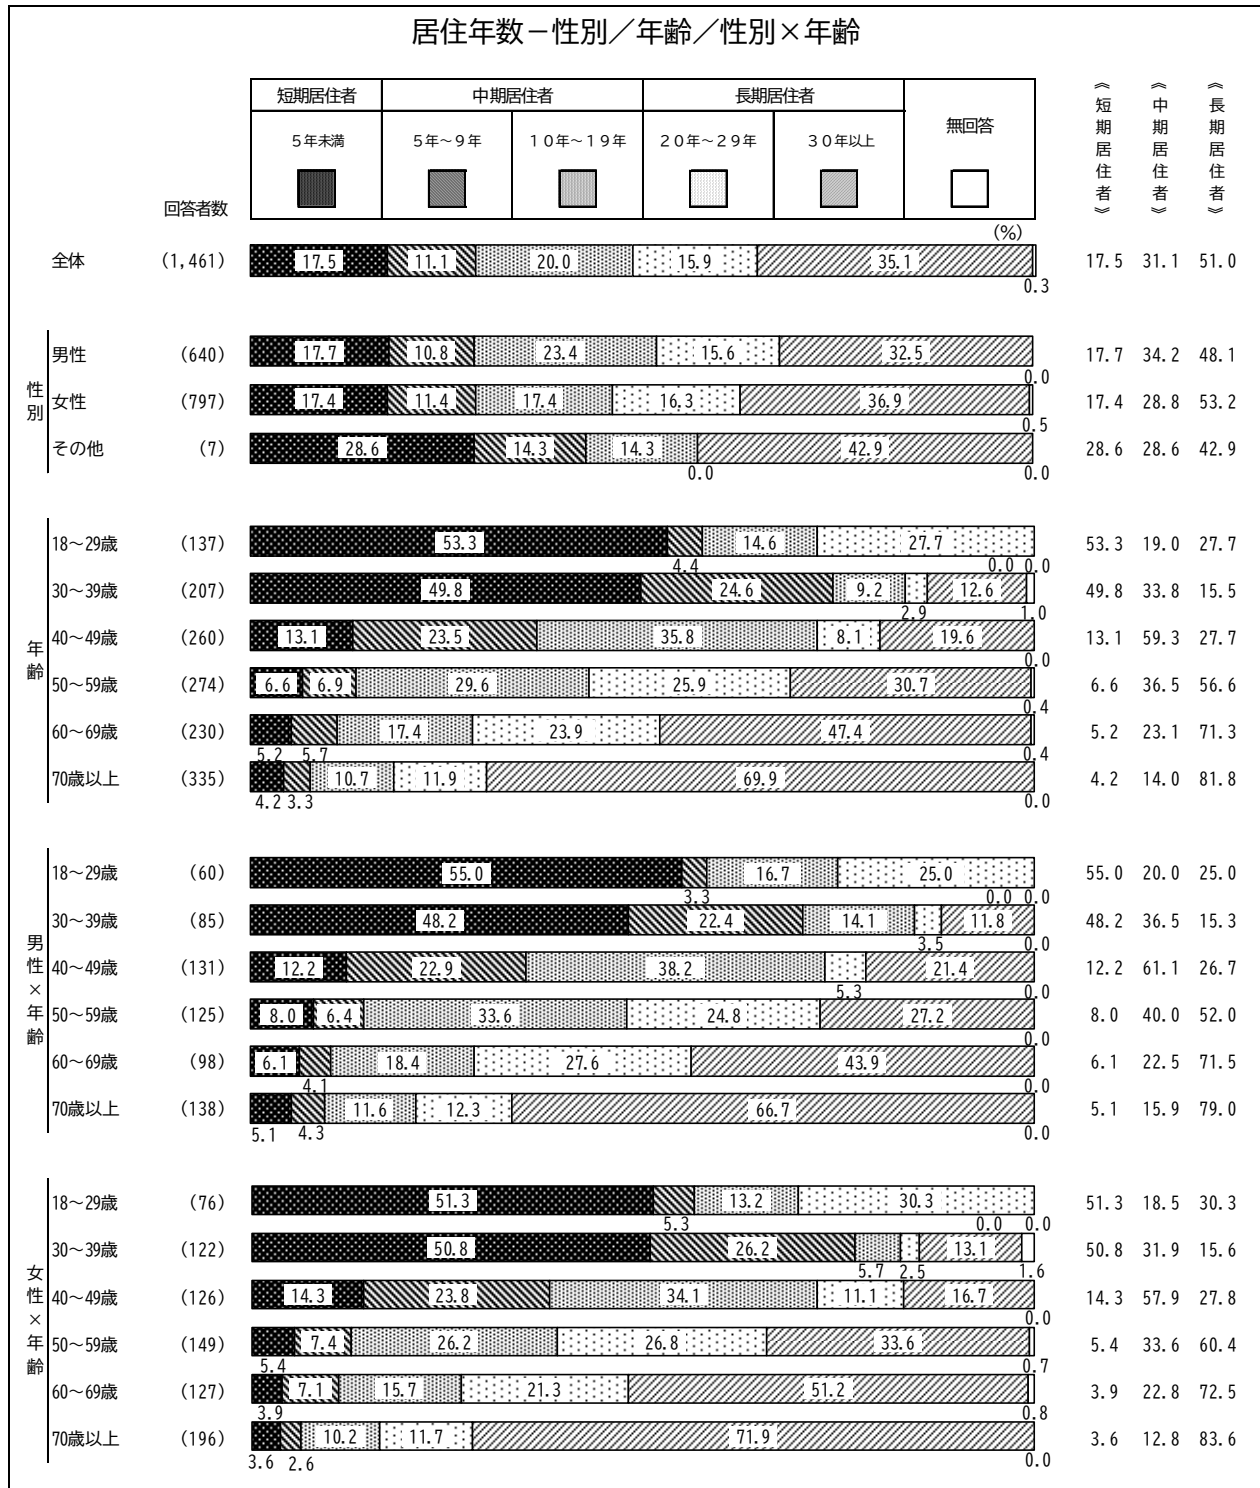 居住年数－性別／年齢／性別×年齢
短期居住者 中期居住者 長期居住者 無回答
５年未満 ５年～９年 １０年～１９年 ２０年～２９年 ３０年以上
《短期居住者》 《中期居住者》 《長期居住者》
回答者数
(%)
全体 (1,461) 17.5 11.1 20.0 15.9 35.1 0.3 17.5 31.1 51.0
性別
男性 (640) 17.7 10.8 23.4 15.6 32.5 0.0 17.7 34.2 48.1
女性 (797) 17.4 11.4 17.4 16.3 36.9 0.5 17.4 28.8 53.2
その他 (7) 28.6 14.3 14.3 0.0 42.9 0.0 28.6 28.6 42.9
年齢
18～29歳 (137) 53.3 4.4 14.6 27.7 0.0 0.0 53.3 19.0 27.7
30～39歳 (207) 49.8 24.6 9.2 2.9 12.6 1.0 49.8 33.8 15.5
40～49歳 (260) 13.1 23.5 35.8 8.1 19.6 0.0 13.1 59.3 27.7
50～59歳 (274) 6.6 6.9 29.6 25.9 30.7 0.4 6.6 36.5 56.6
60～69歳 (230) 5.2 5.7 17.4 23.9 47.4 0.4 5.2 23.1 71.3
70歳以上 (335) 4.2 3.3 10.7 11.9 69.9 0.0 4.2 14.0 81.8
男性×年齢
18～29歳 (60) 55.0 3.3 16.7 25.0 0.0 0.0 55.0 20.0 25.0
30～39歳 (85) 48.2 22.4 14.1 3.5 11.8 0.0 48.2 36.5 15.3
40～49歳 (131) 12.2 22.9 38.2 5.3 21.4 0.0 12.2 61.1 26.7
50～59歳 (125) 8.0 6.4 33.6 24.8 27.2 0.0 8.0 40.0 52.0
60～69歳 (98) 6.1 4.1 18.4 27.6 43.9 0.0 6.1 22.5 71.5
70歳以上 (138) 5.1 4.3 11.6 12.3 66.7 0.0 5.1 15.9 79.0
女性×年齢
18～29歳 (76) 51.3 5.3 13.2 30.3 0.0 0.0 51.3 18.5 30.3
30～39歳 (122) 50.8 26.2 5.7 2.5 13.1 1.6 50.8 31.9 15.6
40～49歳 (126) 14.3 23.8 34.1 11.1 16.7 0.0 14.3 57.9 27.8
50～59歳 (149) 5.4 7.4 26.2 26.8 33.6 0.7 5.4 33.6 60.4
60～69歳 (127) 3.9 7.1 15.7 21.3 51.2 0.8 3.9 22.8 72.5
70歳以上 (196) 3.6 2.6 10.2 11.7 71.9 0.0 3.6 12.8 83.6